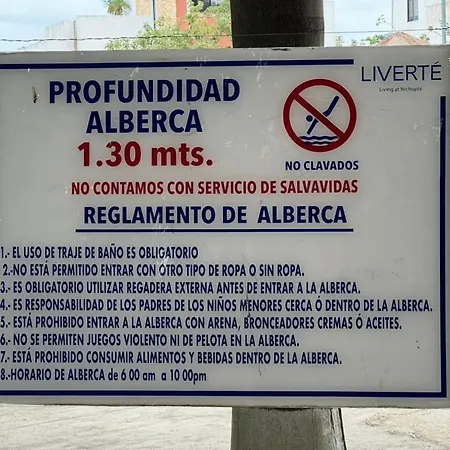 PROFUNDIDAD
ALBERCA
1.30 mts.
LIVERTÉ
Living at Nichupté
NO CLAVADOS
NO CONTAMOS CON SERVICIO DE SALVAVIDAS
REGLAMENTO DE ALBERCA
1.- EL USO DE TRAJE DE BAÑO ES OBLIGATORIO
2.-NO ESTÁ PERMITIDO ENTRAR CON OTRO TIPO DE ROPA O SIN ROPA.
3.- ES OBLIGATORIO UTILIZAR REGADERA EXTERNA ANTES DE ENTRAR A LA ALBERCA.
4.- ES RESPONSABILIDAD DE LOS PADRES DE LOS NIÑOS MENORES CERCA Ó DENTRO DE LA ALBERCA.
5.- ESTÁ PROHIBIDO ENTRAR A LA ALBERCA CON ARENA, BRONCEADORES CREMAS Ó ACEITES.
6.- NO SE PERMITEN JUEGOS VIOLENTO NI DE PELOTA EN LA ALBERCA.
7.- ESTÁ PROHIBIDO CONSUMIR ALIMENTOS Y BEBIDAS DENTRO DE LA ALBERCA.
8.-HORARIO DE ALBERCA de 6 00 am a 10 00pm